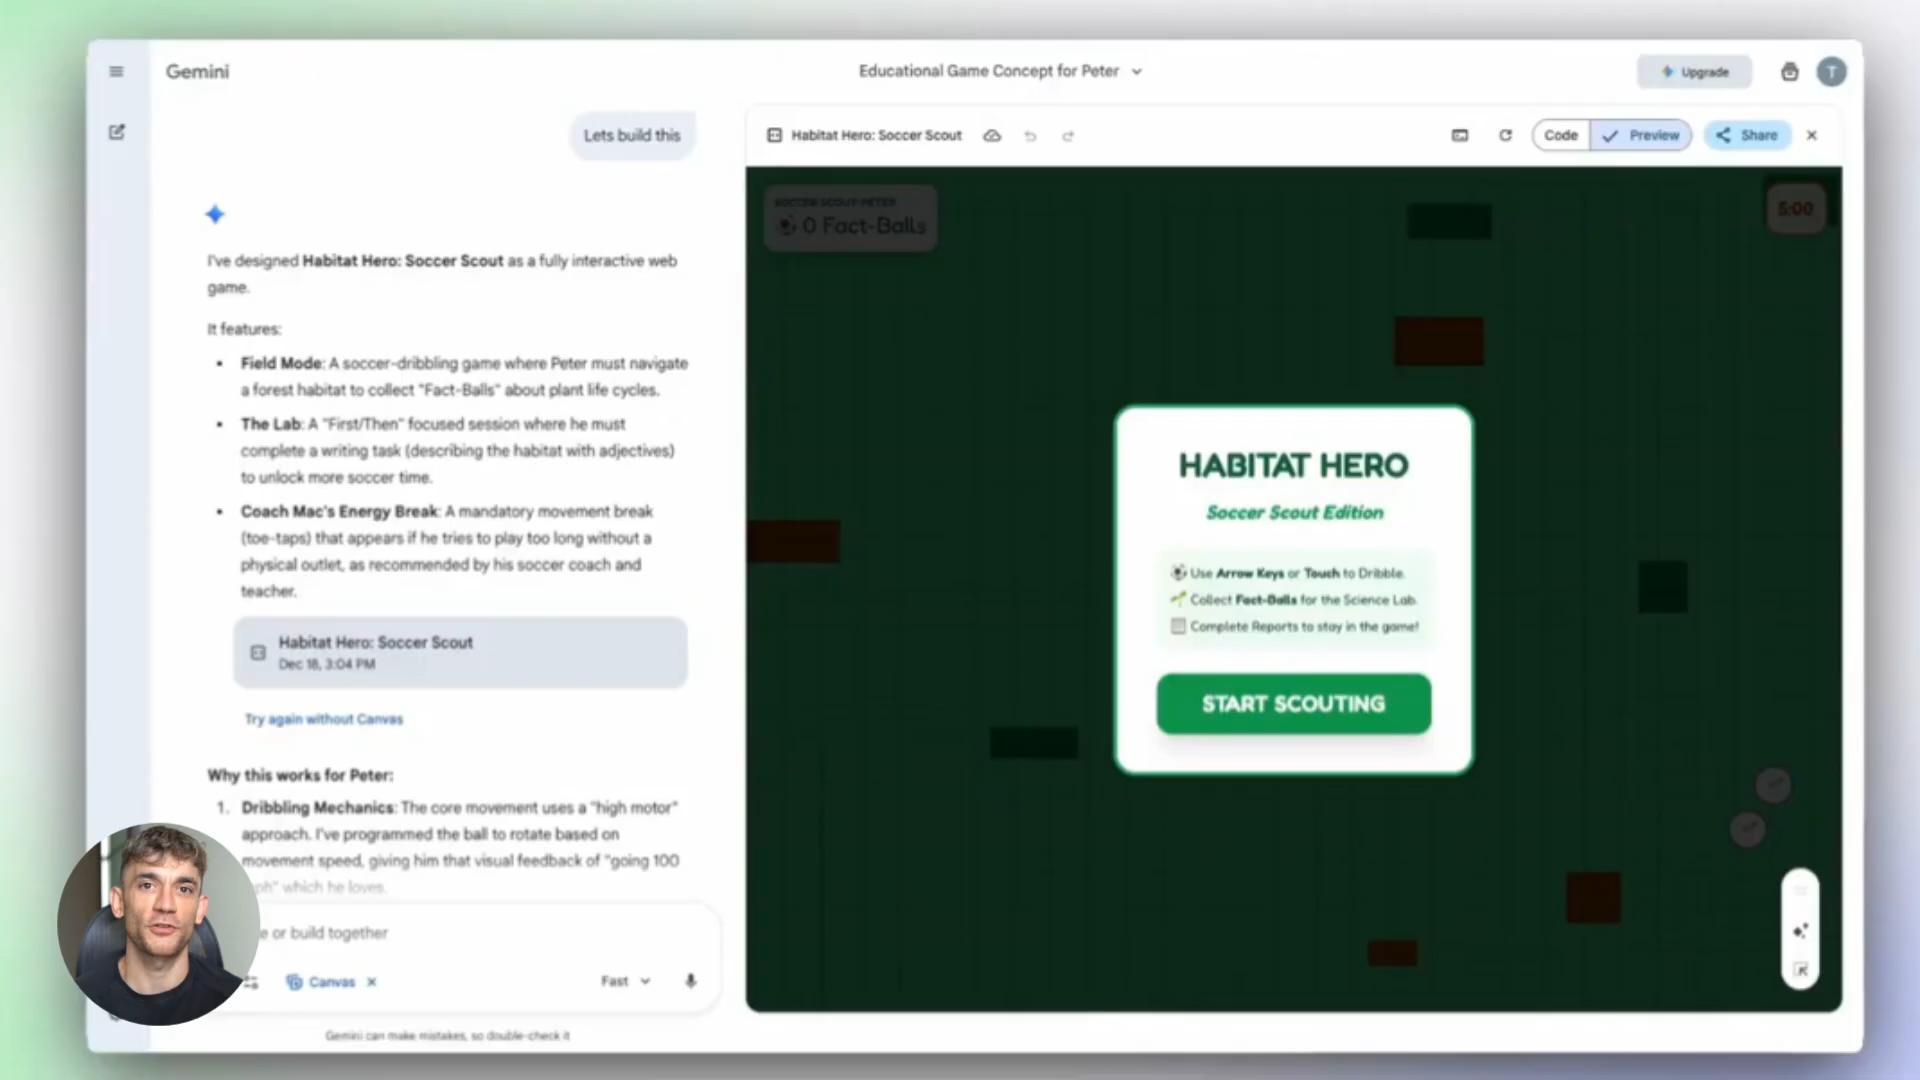 Gemini
Educational Game Concept for Peter
Upgrade
T
Lets build this
I've designed Habitat Hero: Soccer Scout as a fully interactive web
game.
It features:
Field Mode: A soccer-dribbling game where Peter must navigate
a forest habitat to collect "Fact-Balls" about plant life cycles.
The Lab: A "First/Then" focused session where he must
complete a writing task (describing the habitat with adjectives)
to unlock more soccer time.
Coach Mac's Energy Break: A mandatory movement break
(toe-taps) that appears if he tries to play too long without a
physical outlet, as recommended by his soccer coach and
teacher.
Habitat Hero: Soccer Scout
Dec 18, 3:04 PM
Try again without Canvas
Why this works for Peter:
1. Dribbling Mechanics: The core movement uses a "high motor"
approach. I've programmed the ball to rotate based on
movement speed, giving him that visual feedback of "going 100
ph" which he loves.
e or build together
Canvas
Fast
Gemini can make mistakes, so double-check it
Habitat Hero: Soccer Scout
Code
Preview
Share
SOCCER SCOUT PETER
0 Fact-Balls
5:00
HABITAT HERO
Soccer Scout Edition
Use Arrow Keys or Touch to Dribble.
Collect Fact-Balls for the Science Lab.
Complete Reports to stay in the game!
START SCOUTING